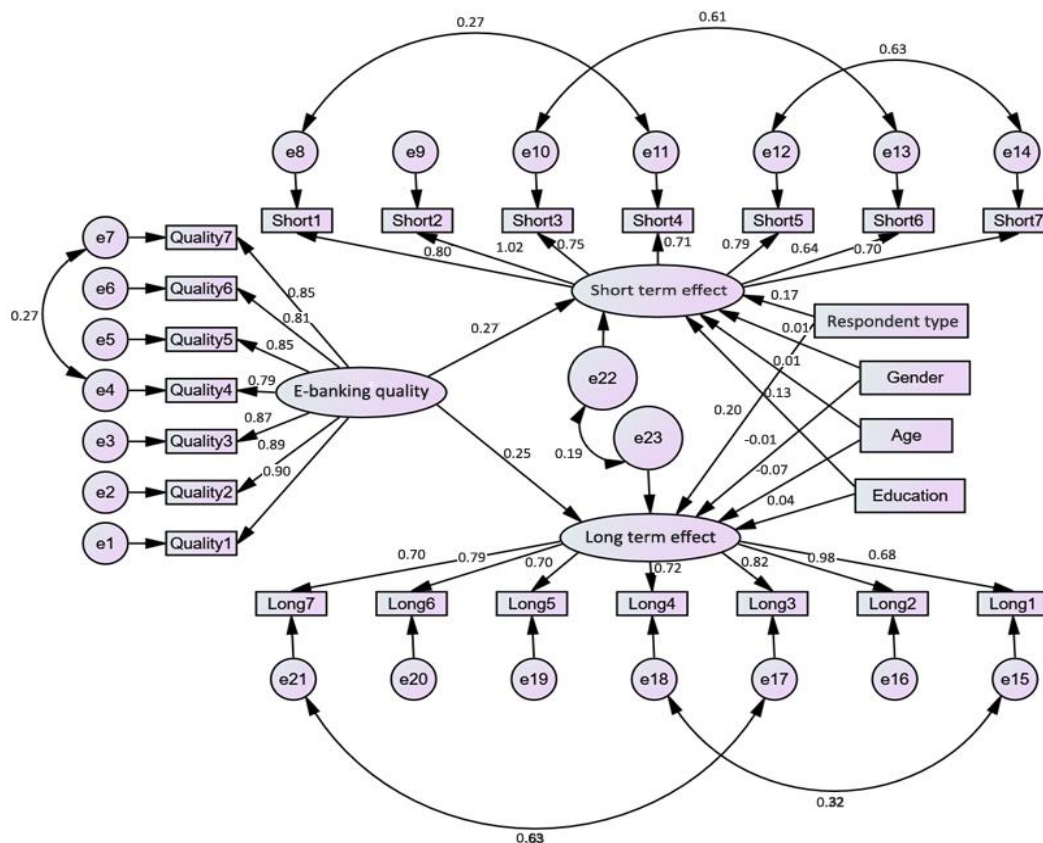 0.27
0.61
0.63
e8
e9
e10
e11
e12
e13
e14
Short1
Short2
Short3
Short4
Short5
Short6
Short7
0.80
1.02
0.75
0.71
0.79
0.64
0.70
e7
Quality7
e6
Quality6
e5
Quality5
e4
Quality4
e3
Quality3
e2
Quality2
e1
Quality1
0.27
0.85
0.81
0.85
0.79
0.87
0.89
0.90
E-banking quality
0.27
0.25
Short term effect
0.17
0.01
0.01
0.13
Respondent type
Gender
Age
Education
e22
e23
0.19
0.20
-0.01
-0.07
0.04
Long term effect
0.70
0.79
0.70
0.72
0.82
0.98
0.68
Long7
Long6
Long5
Long4
Long3
Long2
Long1
e21
e20
e19
e18
e17
e16
e15